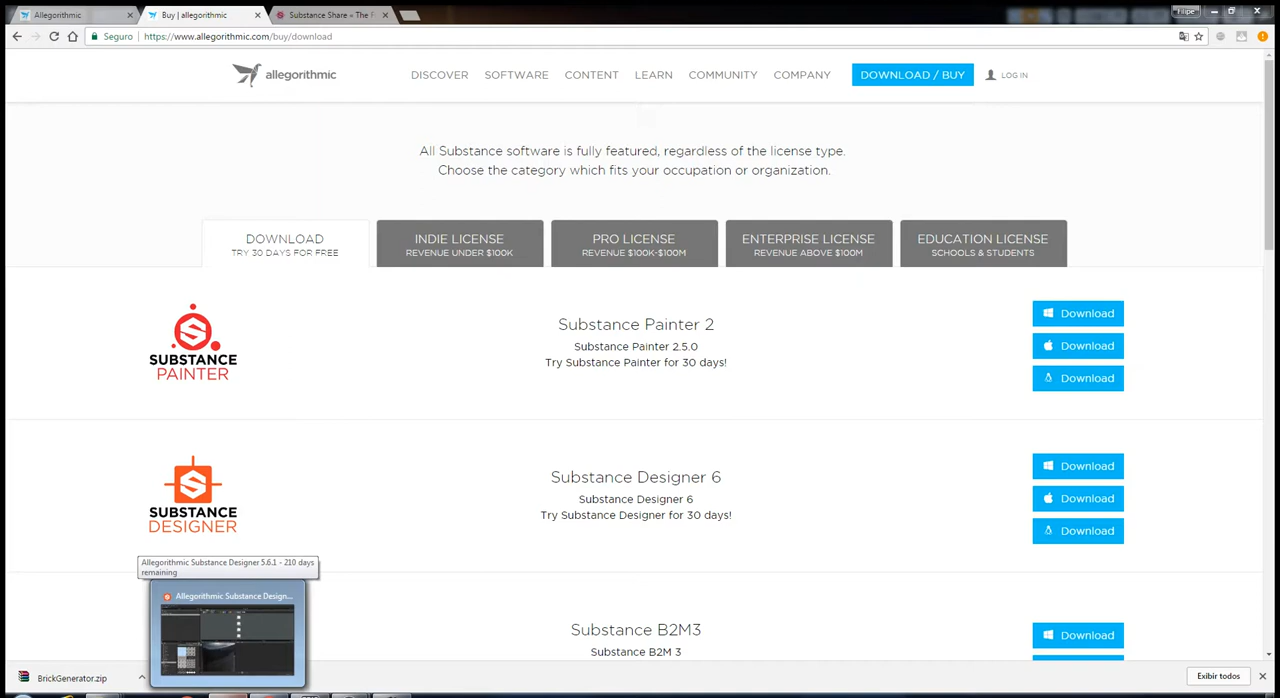 Allegorithmic
Buy | allegorithmic
Substance Share « The F
Filipe
Seguro
https://www.allegorithmic.com/buy/download
allegorithmic
DISCOVER
SOFTWARE
CONTENT
LEARN
COMMUNITY
COMPANY
DOWNLOAD / BUY
LOG IN
All Substance software is fully featured, regardless of the license type.
Choose the category which fits your occupation or organization.
DOWNLOAD
TRY 30 DAYS FOR FREE
INDIE LICENSE
REVENUE UNDER $100K
PRO LICENSE
REVENUE $100K-$100M
ENTERPRISE LICENSE
REVENUE ABOVE $100M
EDUCATION LICENSE
SCHOOLS & STUDENTS
SUBSTANCE
PAINTER
Substance Painter 2
Substance Painter 2.5.0
Try Substance Painter for 30 days!
Download
Download
Download
SUBSTANCE
DESIGNER
Substance Designer 6
Substance Designer 6
Try Substance Designer for 30 days!
Download
Download
Download
Allegorithmic Substance Designer 5.6.1 - 210 days
remaining
Allegorithmic Substance Design...
Substance B2M3
Substance B2M 3
Download
BrickGenerator.zip
Exibir todos